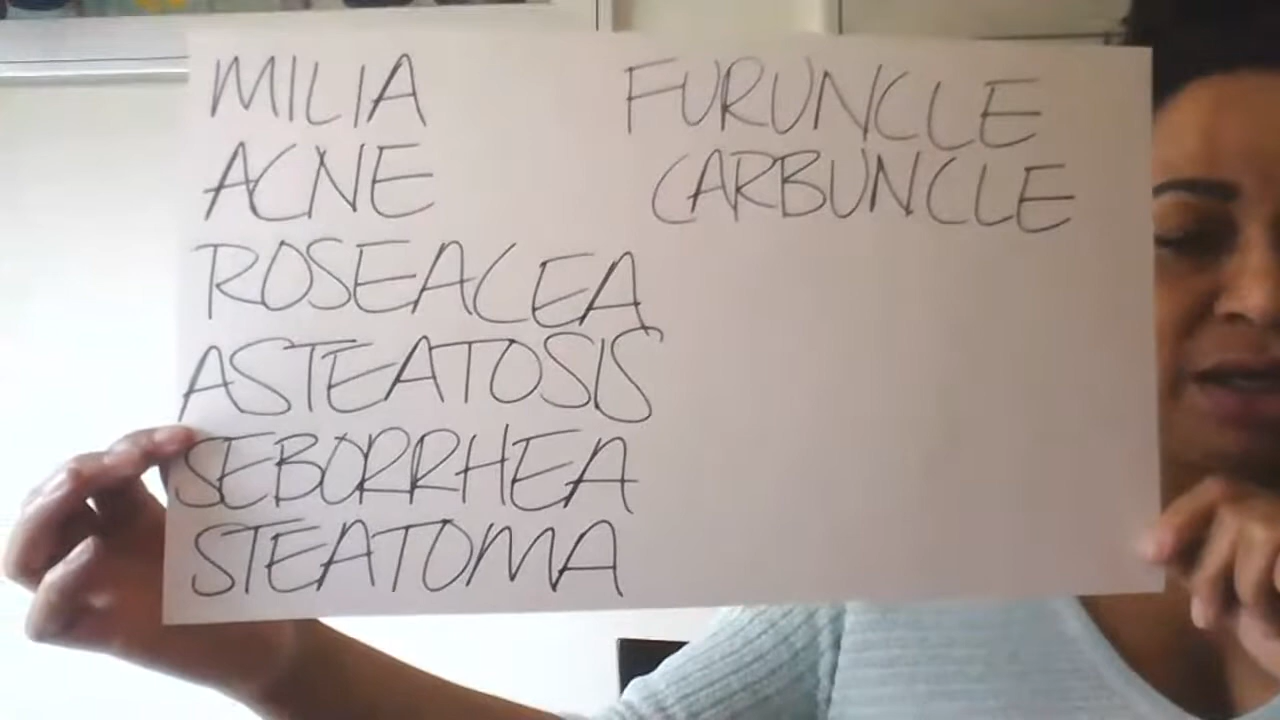 MILIA
ACNE
ROSEACEA
ASTEATOSIS
SEBORRHEA
STEATOMA
FURUNCLE
CARBUNCLE